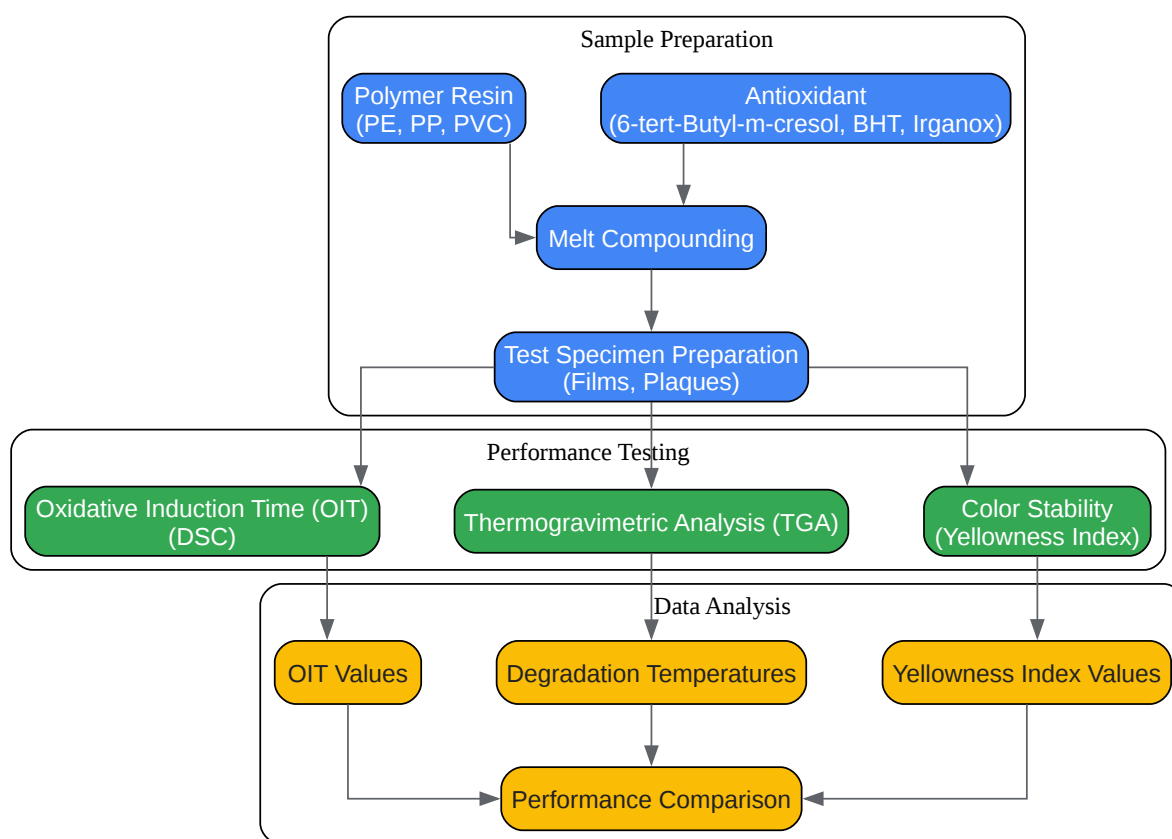 Sample Preparation
Polymer Resin
(PE, PP, PVC)
Antioxidant
(6-tert-Butyl-m-cresol, BHT, Irganox)
Melt Compounding
Test Specimen Preparation
(Films, Plaques)
Performance Testing
Oxidative Induction Time (OIT)
(DSC)
Thermogravimetric Analysis (TGA)
Color Stability
(Yellowness Index)
Data Analysis
OIT Values
Degradation Temperatures
Yellowness Index Values
Performance Comparison